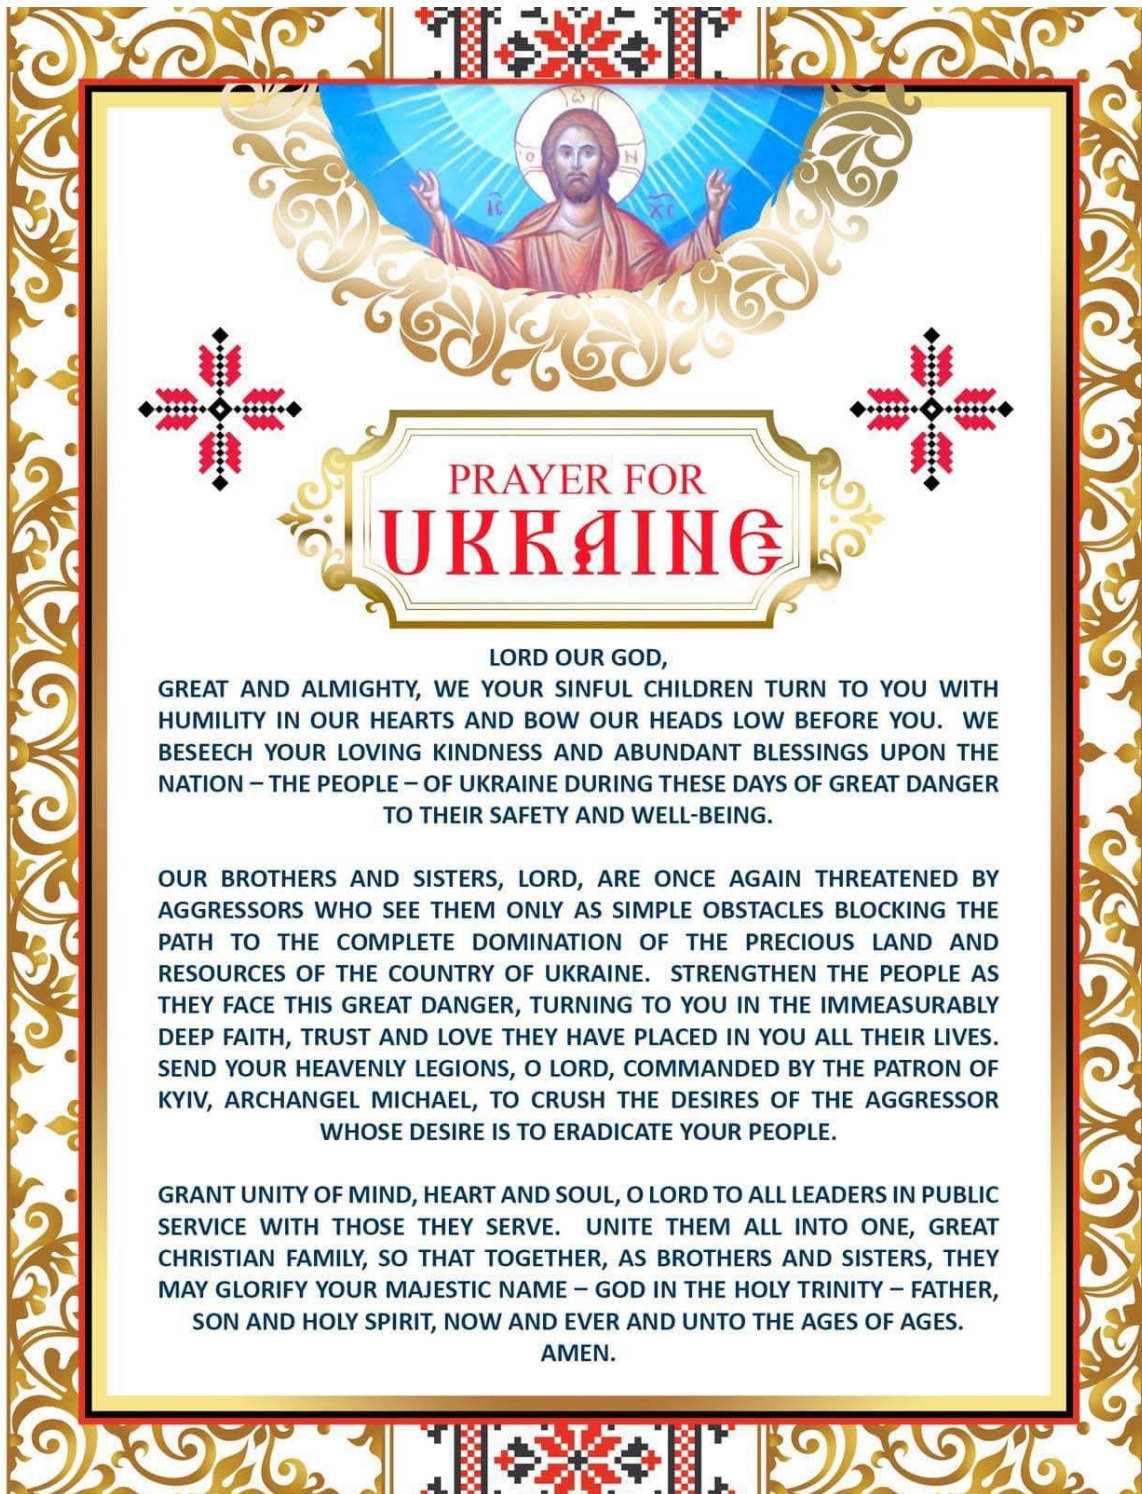 ὁ ὤ Ν
ΙС ХС
PRAYER FOR
UKRAINE
LORD OUR GOD,
GREAT AND ALMIGHTY, WE YOUR SINFUL CHILDREN TURN TO YOU WITH
HUMILITY IN OUR HEARTS AND BOW OUR HEADS LOW BEFORE YOU. WE
BESEECH YOUR LOVING KINDNESS AND ABUNDANT BLESSINGS UPON THE
NATION – THE PEOPLE – OF UKRAINE DURING THESE DAYS OF GREAT DANGER
TO THEIR SAFETY AND WELL-BEING.
OUR BROTHERS AND SISTERS, LORD, ARE ONCE AGAIN THREATENED BY
AGGRESSORS WHO SEE THEM ONLY AS SIMPLE OBSTACLES BLOCKING THE
PATH TO THE COMPLETE DOMINATION OF THE PRECIOUS LAND AND
RESOURCES OF THE COUNTRY OF UKRAINE. STRENGTHEN THE PEOPLE AS
THEY FACE THIS GREAT DANGER, TURNING TO YOU IN THE IMMEASURABLY
DEEP FAITH, TRUST AND LOVE THEY HAVE PLACED IN YOU ALL THEIR LIVES.
SEND YOUR HEAVENLY LEGIONS, O LORD, COMMANDED BY THE PATRON OF
KYIV, ARCHANGEL MICHAEL, TO CRUSH THE DESIRES OF THE AGGRESSOR
WHOSE DESIRE IS TO ERADICATE YOUR PEOPLE.
GRANT UNITY OF MIND, HEART AND SOUL, O LORD TO ALL LEADERS IN PUBLIC
SERVICE WITH THOSE THEY SERVE. UNITE THEM ALL INTO ONE, GREAT
CHRISTIAN FAMILY, SO THAT TOGETHER, AS BROTHERS AND SISTERS, THEY
MAY GLORIFY YOUR MAJESTIC NAME – GOD IN THE HOLY TRINITY – FATHER,
SON AND HOLY SPIRIT, NOW AND EVER AND UNTO THE AGES OF AGES.
AMEN.